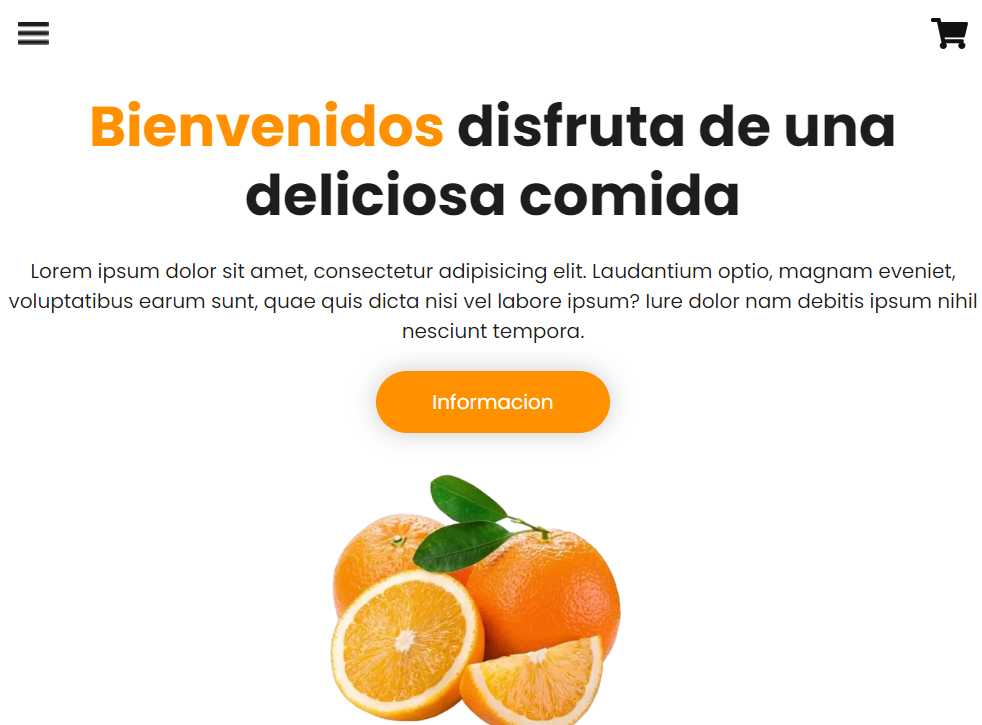 Bienvenidos disfruta de una
deliciosa comida
Lorem ipsum dolor sit amet, consectetur adipisicing elit. Laudantium optio, magnam eveniet,
voluptatibus earum sunt, quae quis dicta nisi vel labore ipsum? Iure dolor nam debitis ipsum nihil
nesciunt tempora.
Informacion